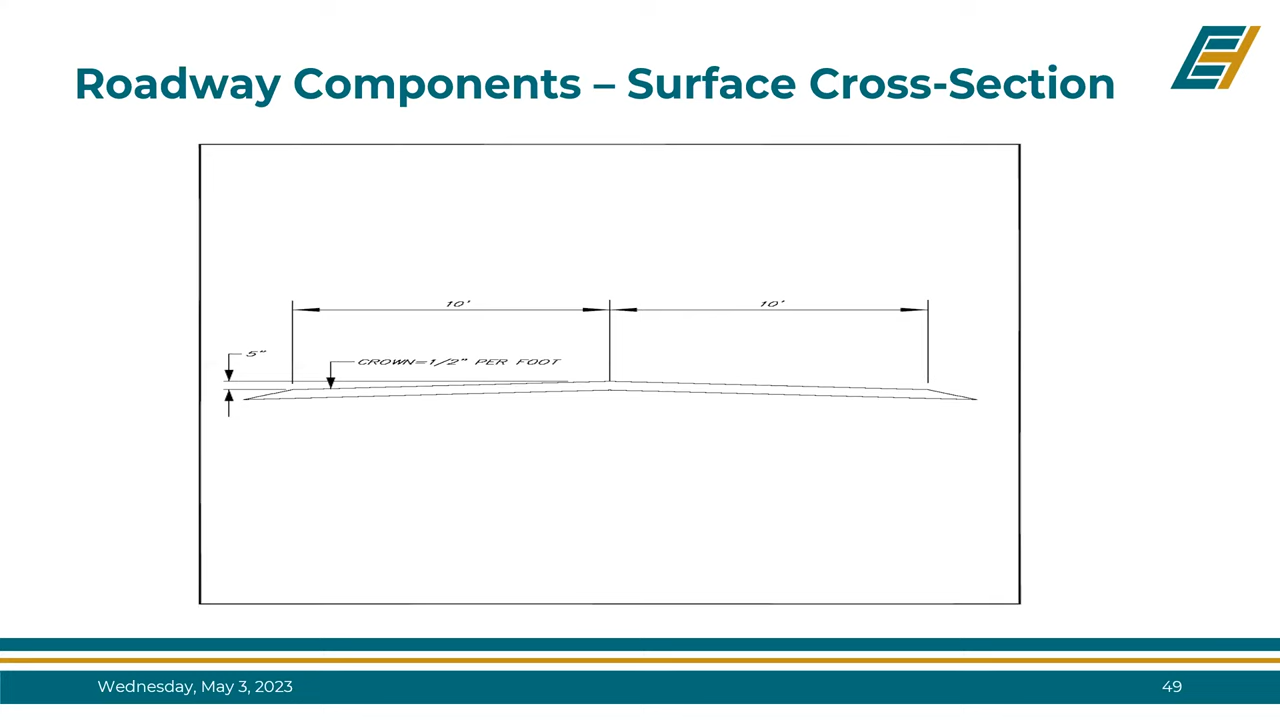 Roadway Components – Surface Cross-Section
10'
10'
5"
CROWN=1/2" PER FOOT
Wednesday, May 3, 2023
49